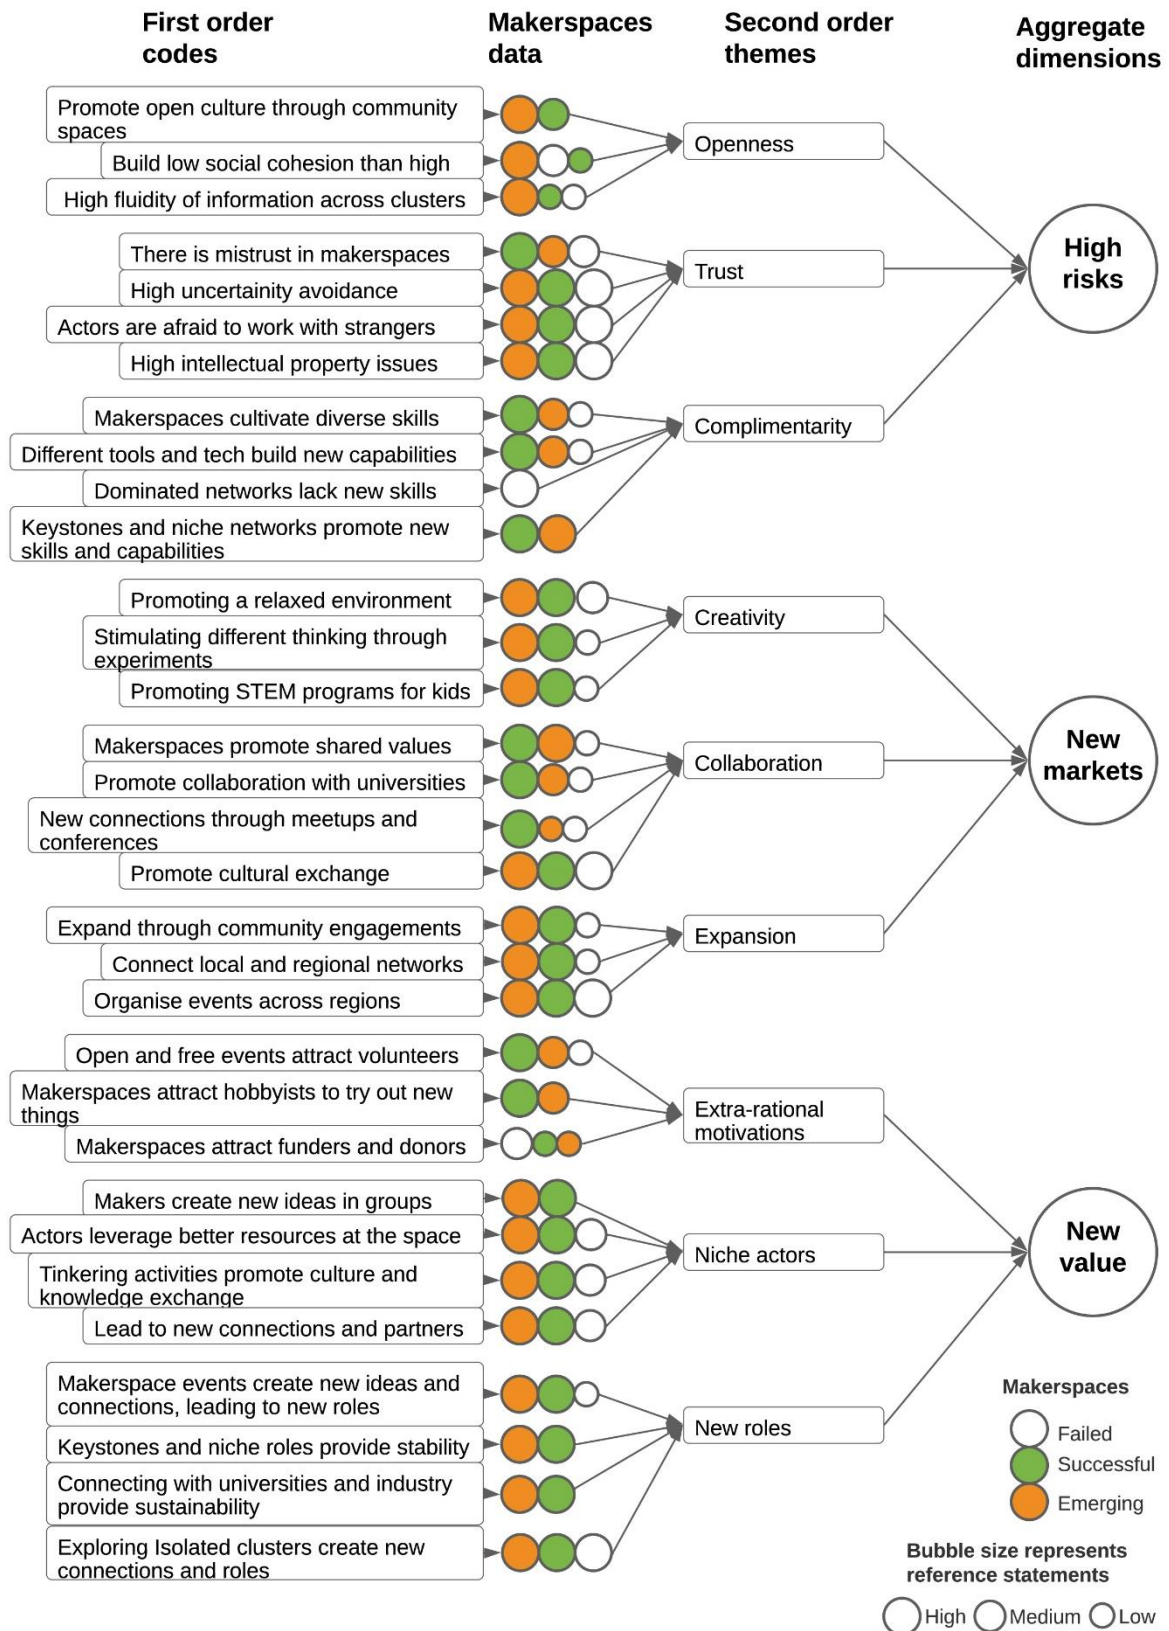 First order
codes
Makerspaces
data
Second order
themes
Aggregate
dimensions
Promote open culture through community
spaces
Build low social cohesion than high
High fluidity of information across clusters
Openness
There is mistrust in makerspaces
High uncertainity avoidance
Actors are afraid to work with strangers
High intellectual property issues
Trust
High
risks
Makerspaces cultivate diverse skills
Different tools and tech build new capabilities
Dominated networks lack new skills
Keystones and niche networks promote new
skills and capabilities
Complimentarity
Promoting a relaxed environment
Stimulating different thinking through
experiments
Promoting STEM programs for kids
Creativity
Makerspaces promote shared values
Promote collaboration with universities
New connections through meetups and
conferences
Promote cultural exchange
Collaboration
New
markets
Expand through community engagements
Connect local and regional networks
Organise events across regions
Expansion
Open and free events attract volunteers
Makerspaces attract hobbyists to try out new
things
Makerspaces attract funders and donors
Extra-rational
motivations
Makers create new ideas in groups
Actors leverage better resources at the space
Tinkering activities promote culture and
knowledge exchange
Lead to new connections and partners
Niche actors
New
value
Makerspace events create new ideas and
connections, leading to new roles
Keystones and niche roles provide stability
Connecting with universities and industry
provide sustainability
Exploring Isolated clusters create new
connections and roles
New roles
Makerspaces
Failed
Successful
Emerging
Bubble size represents
reference statements
High Medium Low